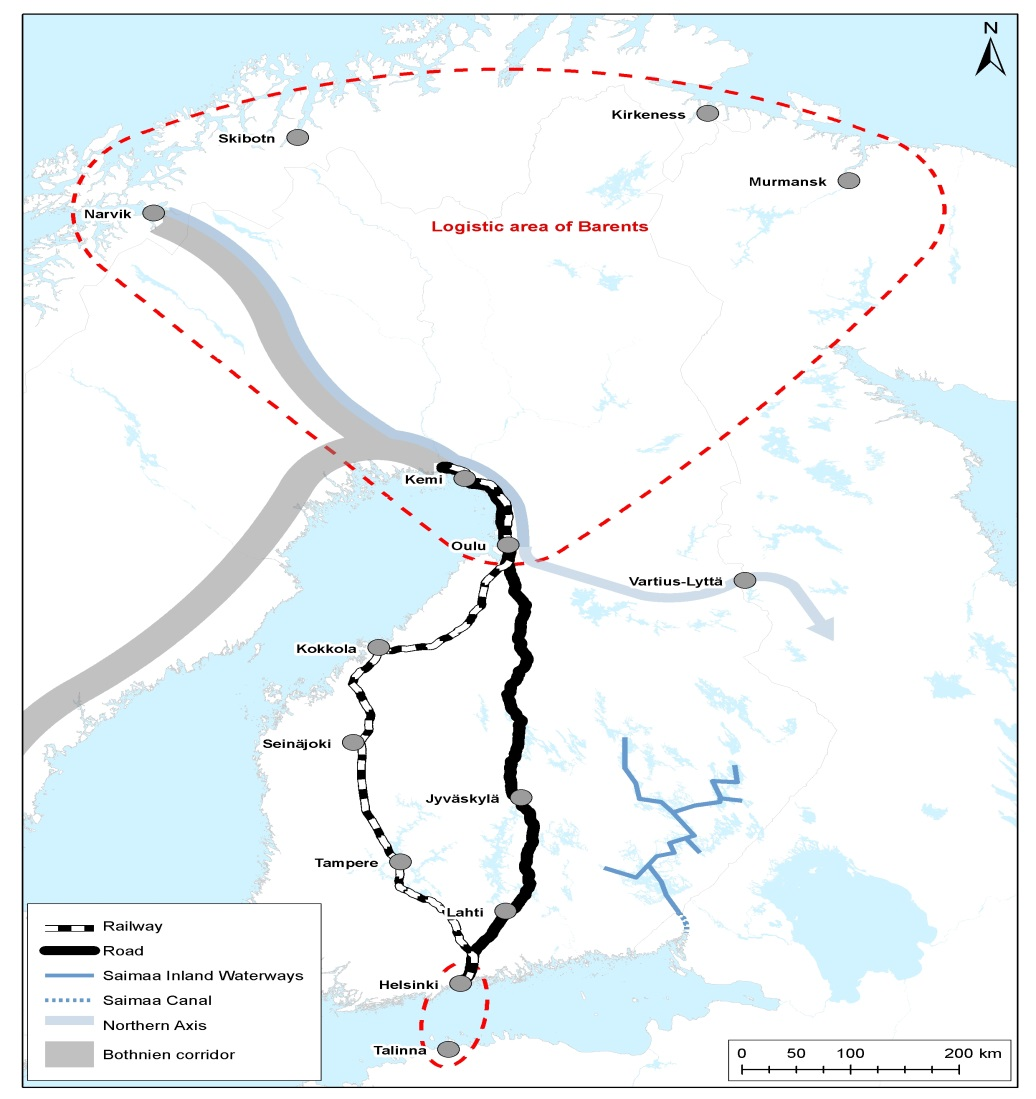 N
Kirkeness
Skibotn
Murmansk
Narvik
Logistic area of Barents
Kemi
Oulu
Vartius-Lyttä
Kokkola
Seinäjoki
Jyväskylä
Tampere
Lahti
Helsinki
Talinna
Railway
Road
Saimaa Inland Waterways
Saimaa Canal
Northern Axis
Bothnien corridor
0 50 100 200 km